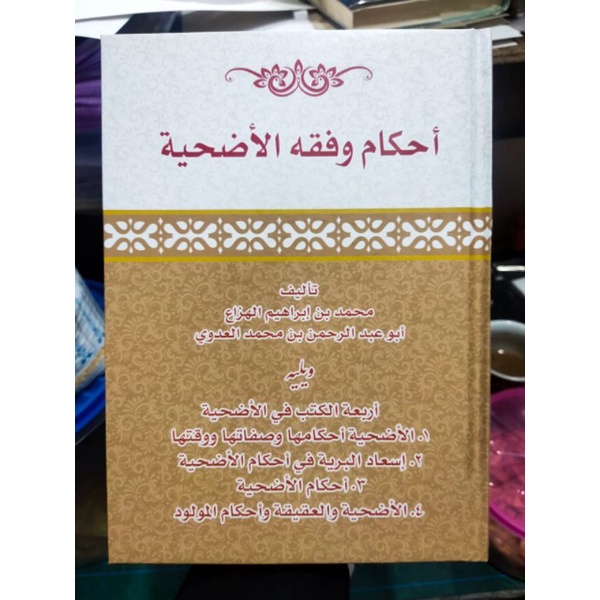 أحكام وفقه الأضحية
تأليف
محمد بن إبراهيم الهزاع
أبو عبد الرحمن بن محمد العدوي
ويليه
أربعة الكتب في الأضحية
١. الأضحية أحكامها وصفاتها ووقتها
٢. إسعاد البرية في أحكام الأضحية
٣. أحكام الأضحية
٤. الأضحية والعقيقة وأحكام المولود